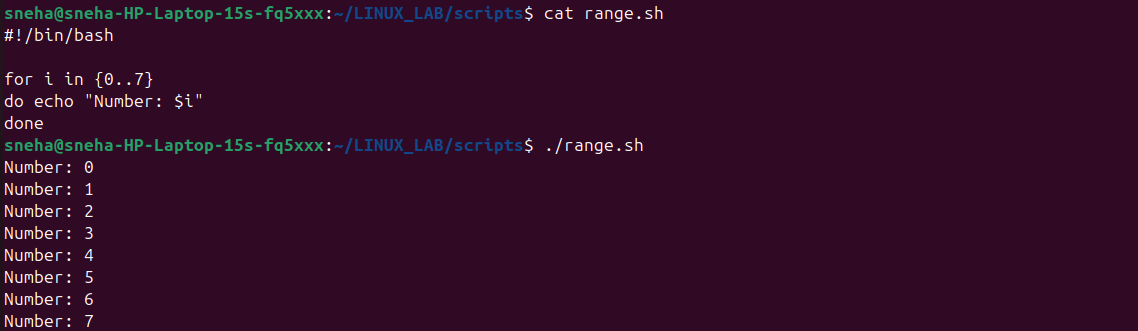 sneha@sneha-HP-Laptop-15s-fq5xxx:~/LINUX_LAB/scripts$ cat range.sh
#!/bin/bash

for i in {0..7}
do echo "Number: $i"
done
sneha@sneha-HP-Laptop-15s-fq5xxx:~/LINUX_LAB/scripts$ ./range.sh
Number: 0
Number: 1
Number: 2
Number: 3
Number: 4
Number: 5
Number: 6
Number: 7